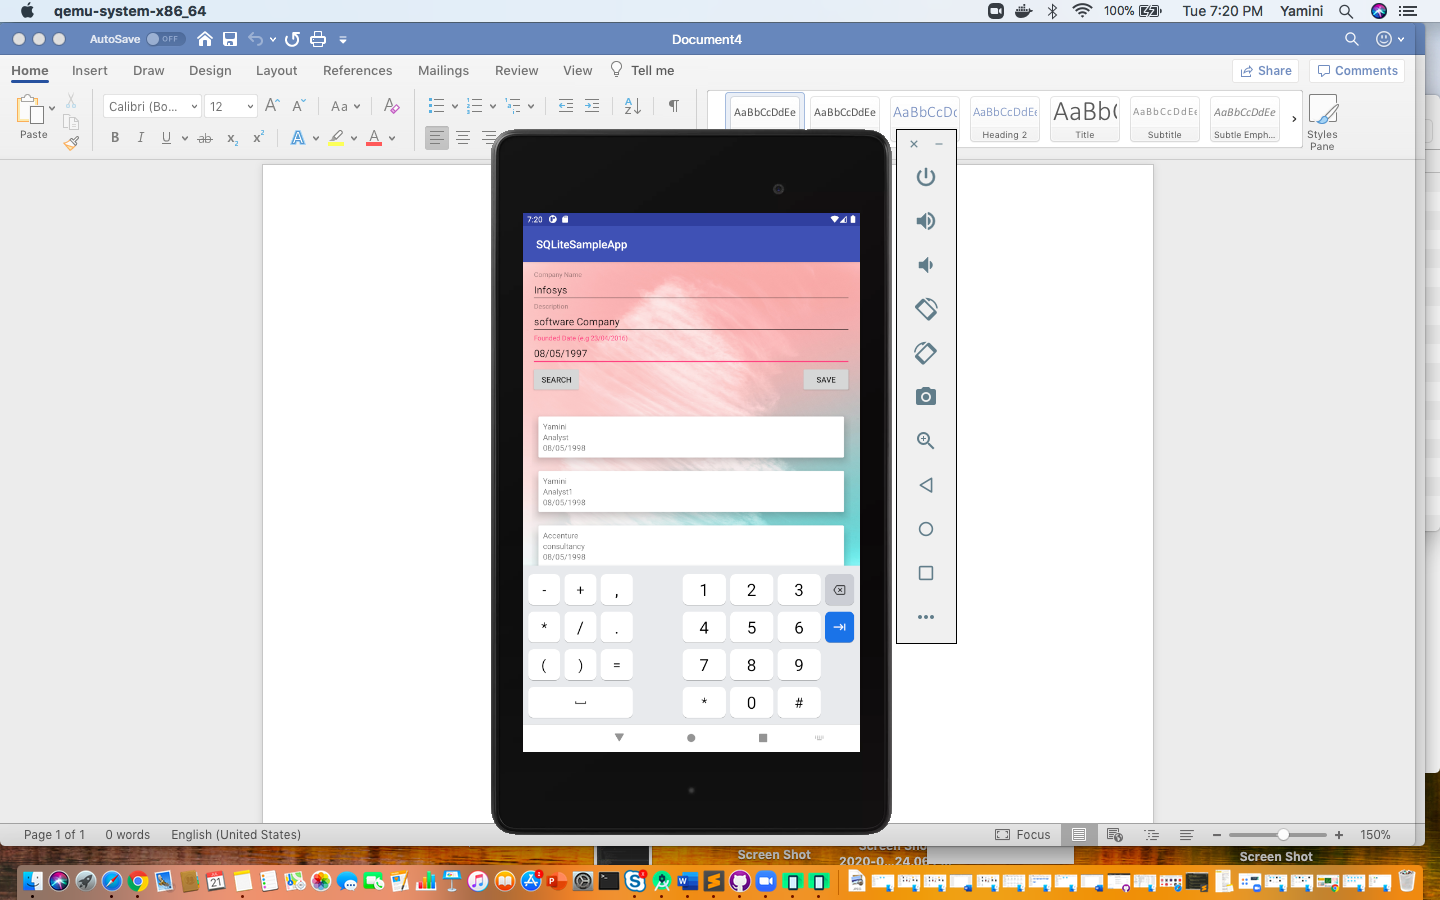 qemu-system-x86_64
100%
Tue 7:20 PM
Yamini
AutoSave
OFF
Document4
Home Insert Draw Design Layout References Mailings Review View Tell me
Share
Comments
Paste
Calibri (Bo...
12
AaBbCcDdEe
AaBbCcDdEe
AaBbCcDc
AaBbCcDdEe
Heading 2
AaBb(
Title
AaBbCcDdEe
Subtitle
AaBbCcDdEe
Subtle Emph...
Styles
Pane
7:20
SQLiteSampleApp
Company Name
Infosys
Description
software Company
Founded Date (e.g 25/04/2016)
08/05/1997
SEARCH
SAVE
Yamini
Analyst
08/05/1998
Yamini
Analyst1
08/05/1998
Accenture
consultancy
08/05/1998
- + , 1 2 3
* / . 4 5 6
( ) = 7 8 9
* 0 #
Page 1 of 1
0 words
English (United States)
Focus
150%
Screen Shot
2020-0...24.06
Screen Shot